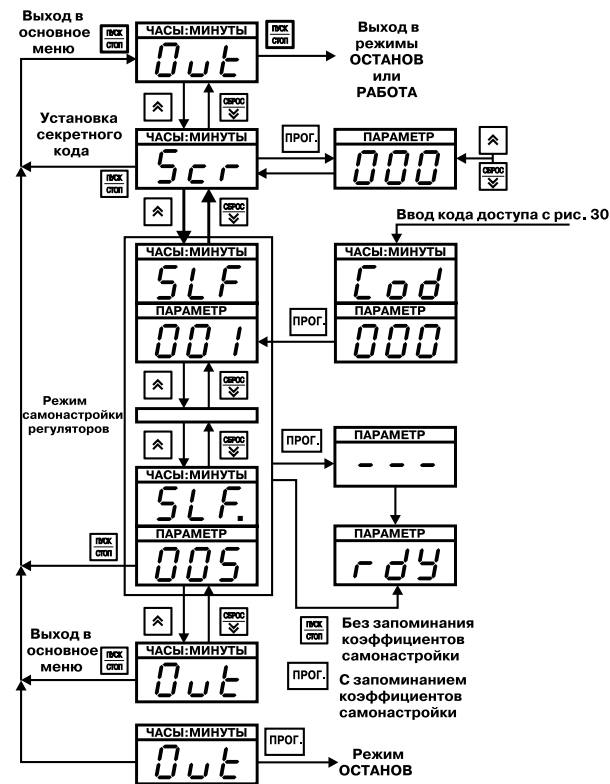 Выход в
основное
меню
ПУСК
СТОП
ЧАСЫ:МИНУТЫ
Out
ПУСК
СТОП
Выход в
режимы
ОСТАНОВ
или
РАБОТА
СБРОС
Установка
секретного
кода
ПУСК
СТОП
ЧАСЫ:МИНУТЫ
Scr
ПРОГ.
ПАРАМЕТР
000
СБРОС
СБРОС
Ввод кода доступа с рис. 30
ЧАСЫ:МИНУТЫ
SLF
ПАРАМЕТР
001
ПРОГ.
ЧАСЫ:МИНУТЫ
Cod
ПАРАМЕТР
000
СБРОС
Режим
самонастройки
регуляторов
СБРОС
ПРОГ.
ПАРАМЕТР
- - -
ЧАСЫ:МИНУТЫ
SLF.
ПАРАМЕТР
005
ПУСК
СТОП
ПАРАМЕТР
rdY
СБРОС
ПУСК
СТОП
Без запоминания
коэффициентов
самонастройки
Выход в
основное
меню
ПУСК
СТОП
ЧАСЫ:МИНУТЫ
Out
ПРОГ.
С запоминанием
коэффициентов
самонастройки
ЧАСЫ:МИНУТЫ
Out
ПРОГ.
Режим
ОСТАНОВ